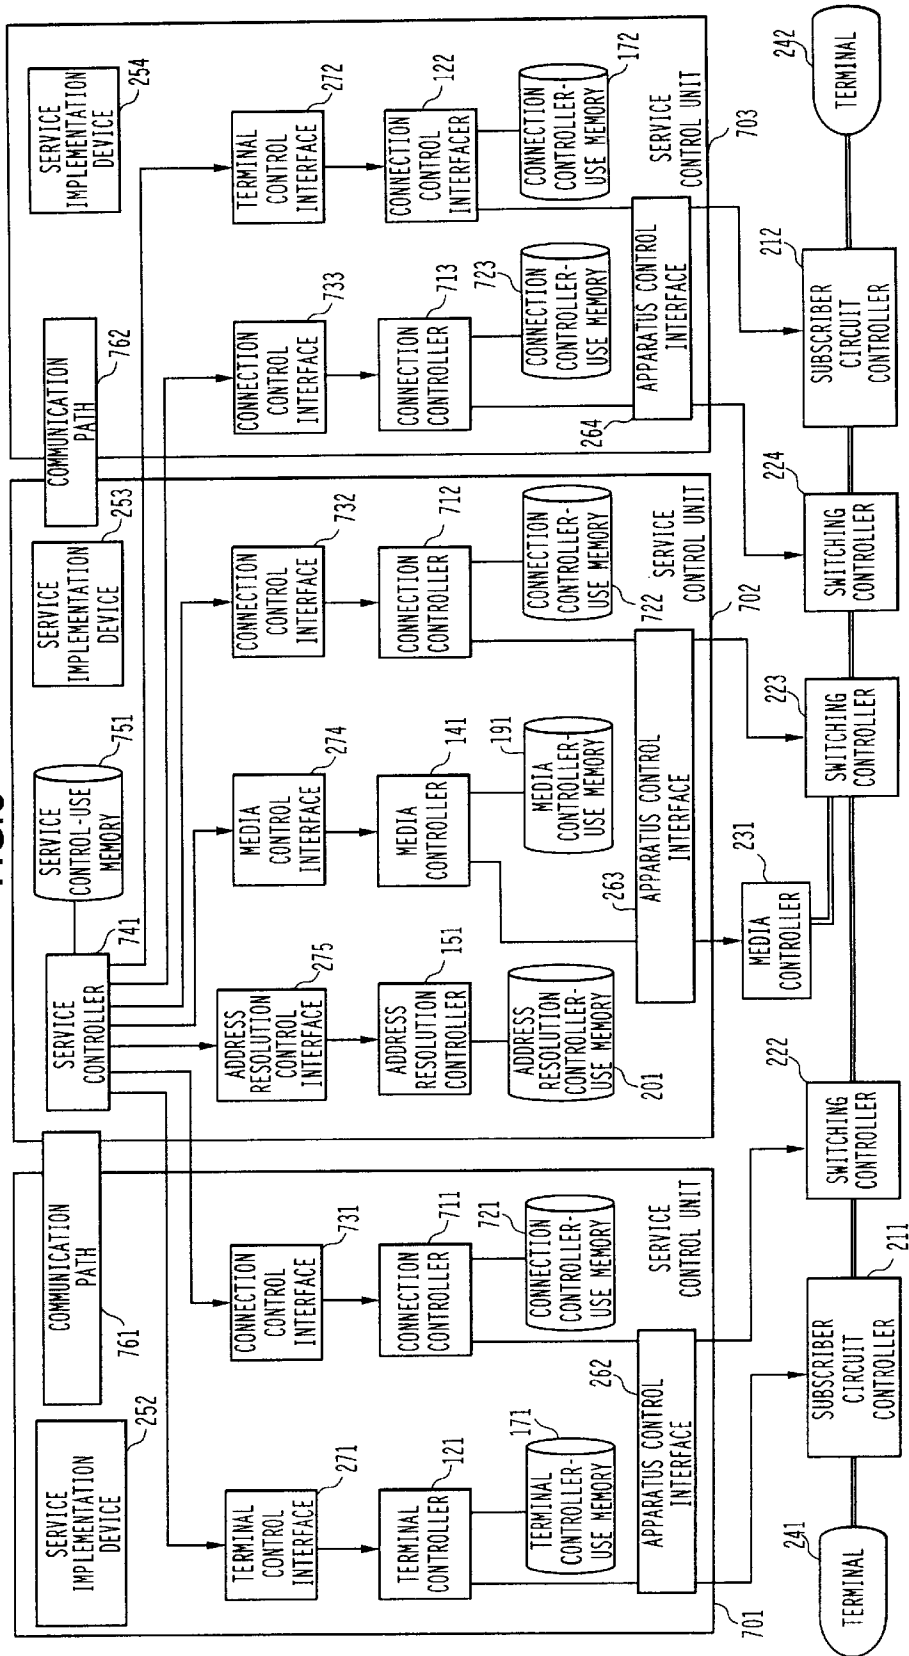 SERVICE
IMPLEMENTATION
DEVICE
252
COMMUNICATION
PATH
761
TERMINAL
CONTROL
INTERFACE
271
CONNECTION
CONTROL
INTERFACE
731
TERMINAL
CONTROLLER
121
CONNECTION
CONTROLLER
711
TERMINAL
CONTROLLER-
USE MEMORY
171
CONNECTION
CONTROLLER-
USE MEMORY
721
APPARATUS CONTROL
INTERFACE
262
SERVICE
CONTROL UNIT
701
SERVICE
CONTROLLER
741
SERVICE
CONTROL-USE
MEMORY
751
SERVICE
IMPLEMENTATION
DEVICE
253
ADDRESS
RESOLUTION
CONTROL
INTERFACE
275
MEDIA
CONTROL
INTERFACE
274
CONNECTION
CONTROL
INTERFACE
732
ADDRESS
RESOLUTION
CONTROLLER
151
MEDIA
CONTROLLER
141
CONNECTION
CONTROLLER
712
ADDRESS
RESOLUTION
CONTROLLER-
USE MEMORY
201
MEDIA
CONTROLLER-
USE MEMORY
191
CONNECTION
CONTROLLER-
USE MEMORY
722
263
APPARATUS CONTROL
INTERFACE
SERVICE
CONTROL UNIT
702
COMMUNICATION
PATH
762
SERVICE
IMPLEMENTATION
DEVICE
254
CONNECTION
CONTROL
INTERFACE
733
TERMINAL
CONTROL
INTERFACE
272
CONNECTION
CONTROLLER
713
CONNECTION
CONTROL
INTERFACER
122
723
CONNECTION
CONTROLLER-
USE MEMORY
CONNECTION
CONTROLLER-
USE MEMORY
172
264
APPARATUS CONTROL
INTERFACE
SERVICE
CONTROL UNIT
703
241
TERMINAL
SUBSCRIBER
CIRCUIT
CONTROLLER
211
SWITCHING
CONTROLLER
222
MEDIA
CONTROLLER
231
SWITCHING
CONTROLLER
223
SWITCHING
CONTROLLER
224
SUBSCRIBER
CIRCUIT
CONTROLLER
212
TERMINAL
242